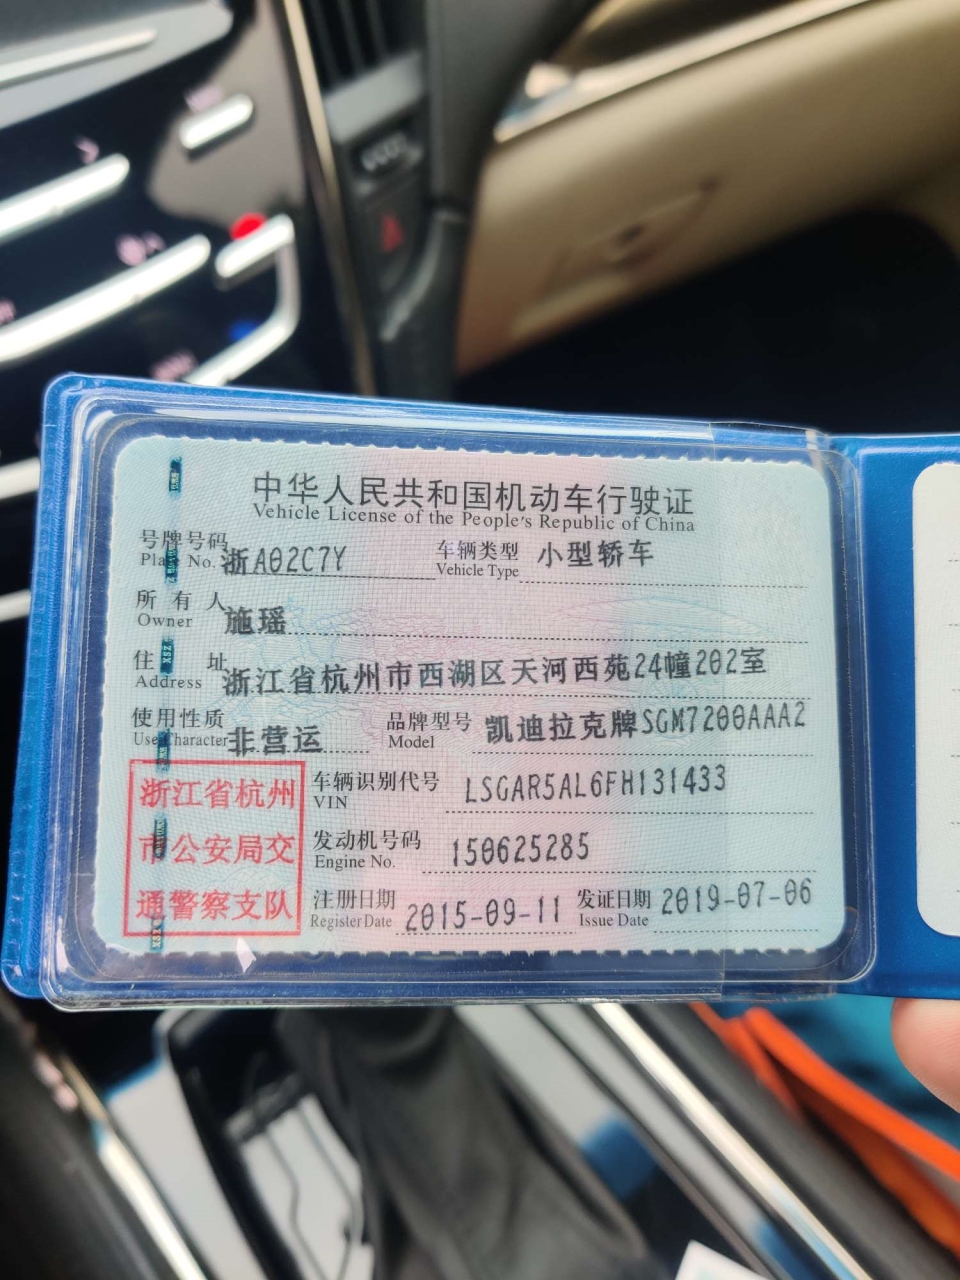 中华人民共和国机动车行驶证
Vehicle License of the People's Republic of China
号牌号码 浙A02C7Y 车辆类型 小型轿车
Plate No. Vehicle Type
所有人 施瑶
Owner
住址 浙江省杭州市西湖区天河西苑24幢202室
Address
使用性质 非营运 品牌型号 凯迪拉克牌SGM7200AAA2
Use Character Model
浙江省杭州
市公安局交
通警察支队
车辆识别代号 LSGAR5AL6FH131433
VIN
发动机号码 150625285
Engine No.
注册日期 2015-09-11 发证日期 2019-07-06
Register Date Issue Date